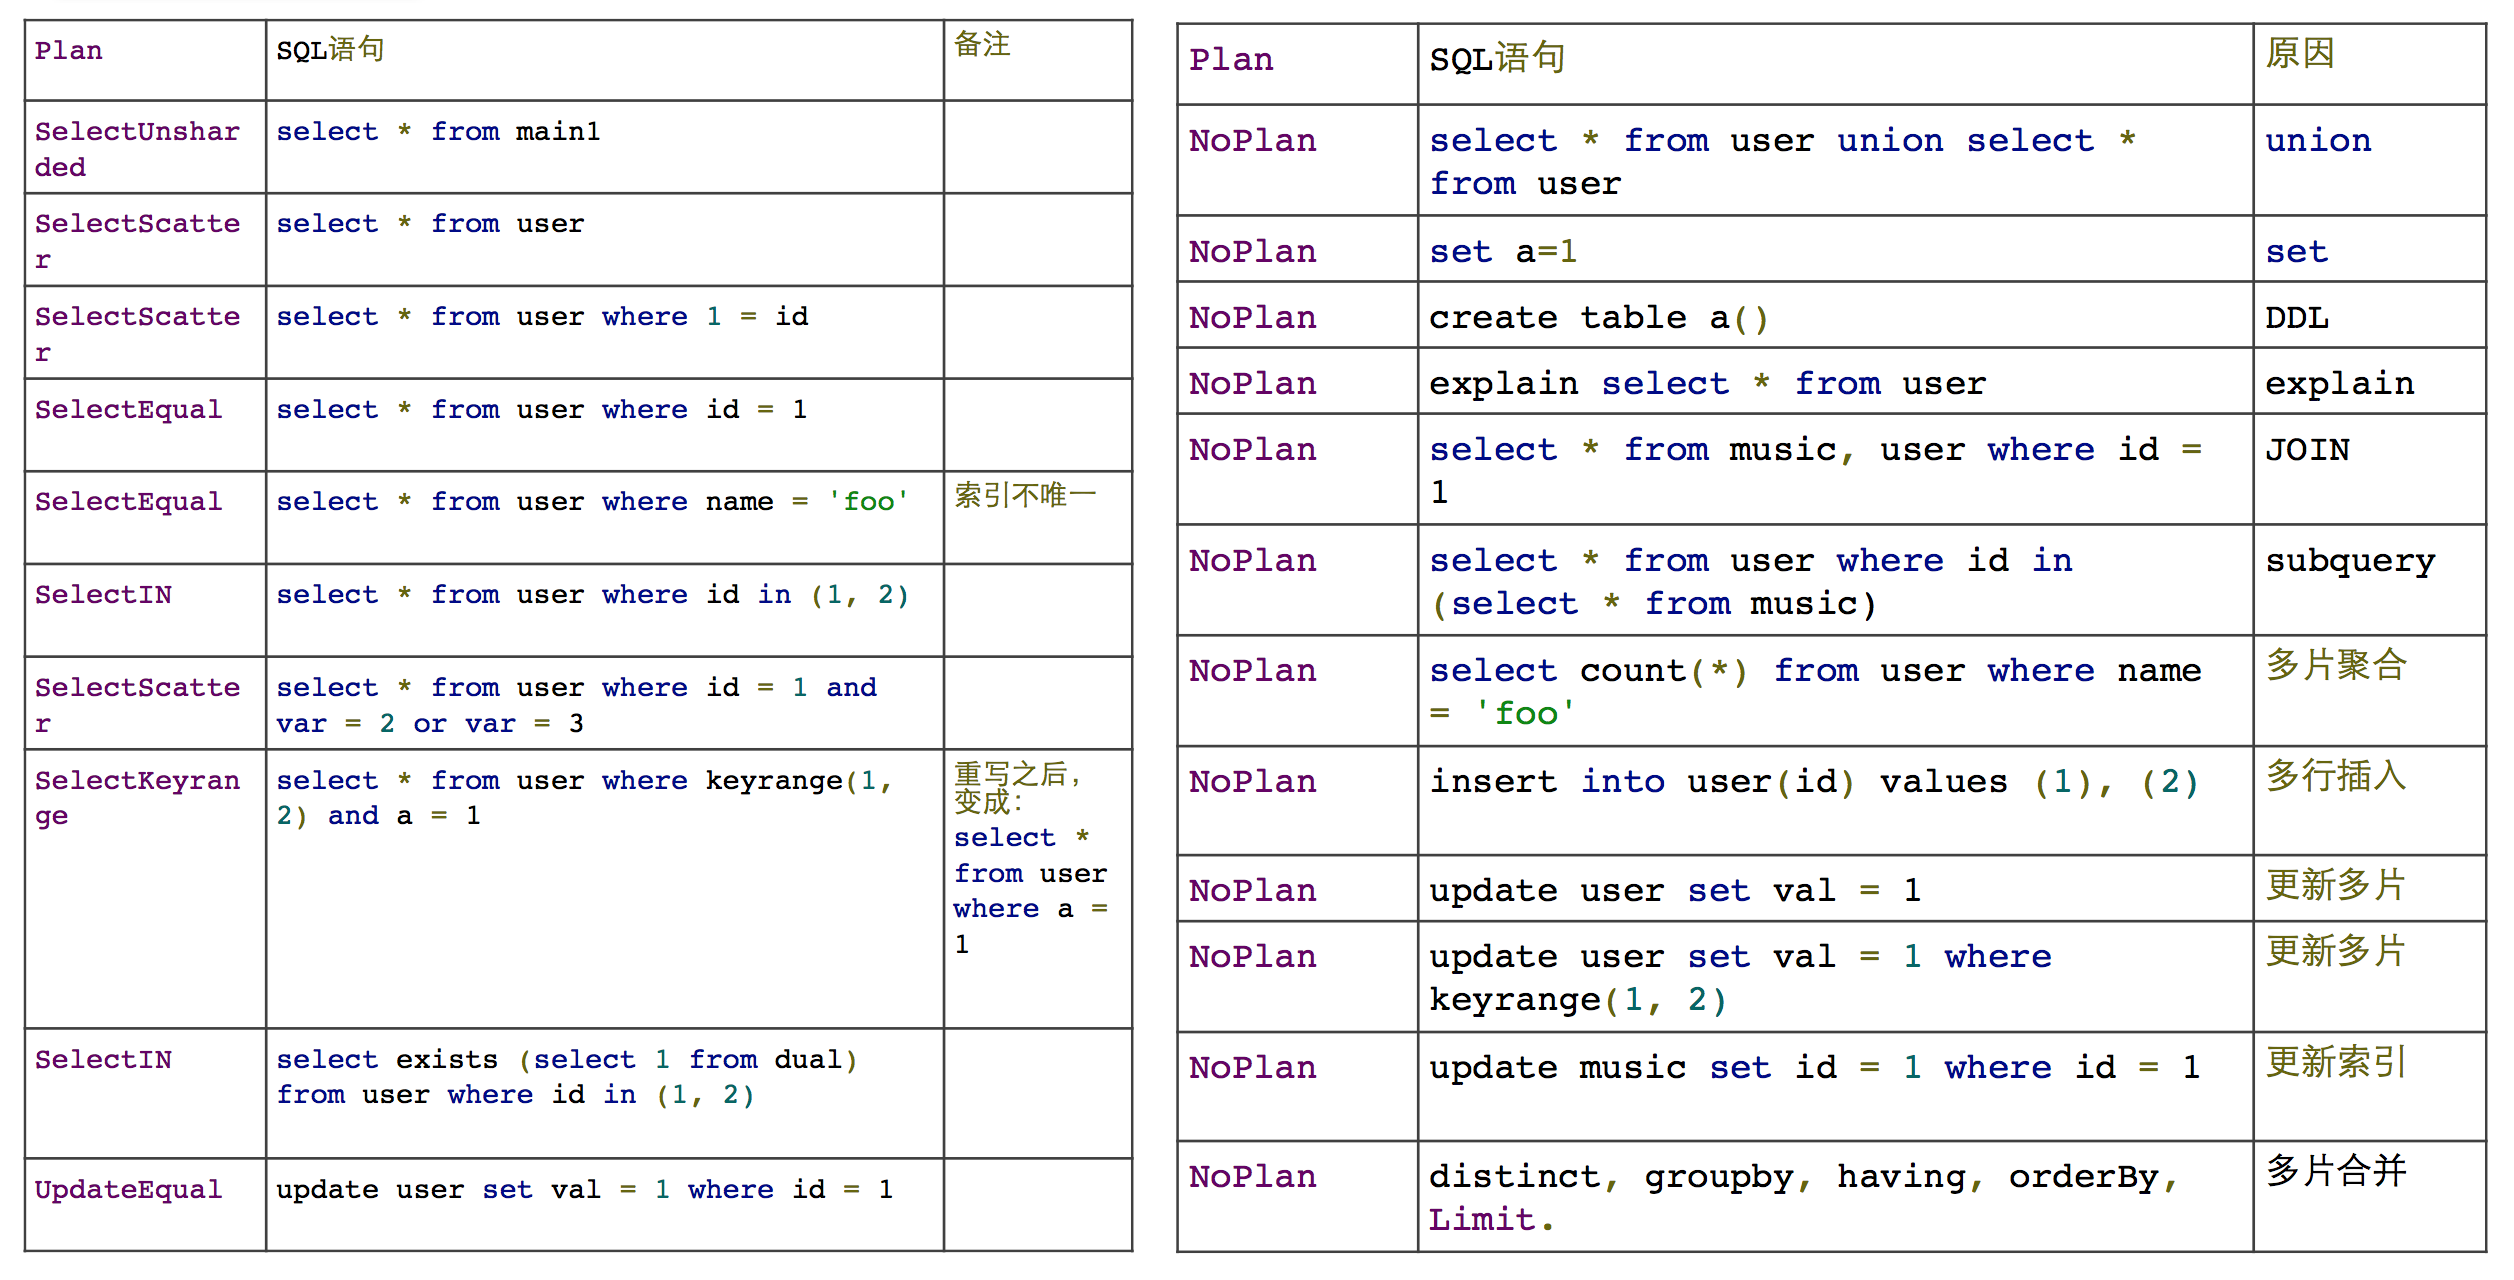 Plan SQL语句 备注
SelectUnshar
ded
select * from main1
SelectScatte
r
select * from user
SelectScatte
r
select * from user where 1 = id
SelectEqual select * from user where id = 1
SelectEqual select * from user where name = 'foo' 索引不唯一
SelectIN select * from user where id in (1, 2)
SelectScatte
r
select * from user where id = 1 and
var = 2 or var = 3
SelectKeyran
ge
select * from user where keyrange(1,
2) and a = 1
重写之后，
变成：
select *
from user
where a =
1
SelectIN
select exists (select 1 from dual)
from user where id in (1, 2)
UpdateEqual update user set val = 1 where id = 1
Plan SQL语句 原因
NoPlan
select * from user union select *
from user
union
NoPlan set a=1 set
NoPlan create table a() DDL
NoPlan explain select * from user explain
NoPlan
select * from music, user where id =
1
JOIN
NoPlan
select * from user where id in
(select * from music)
subquery
NoPlan
select count(*) from user where name
= 'foo'
多片聚合
NoPlan insert into user(id) values (1), (2) 多行插入
NoPlan update user set val = 1 更新多片
NoPlan
update user set val = 1 where
keyrange(1, 2)
更新多片
NoPlan update music set id = 1 where id = 1 更新索引
NoPlan
distinct, groupby, having, orderBy,
Limit.
多片合并